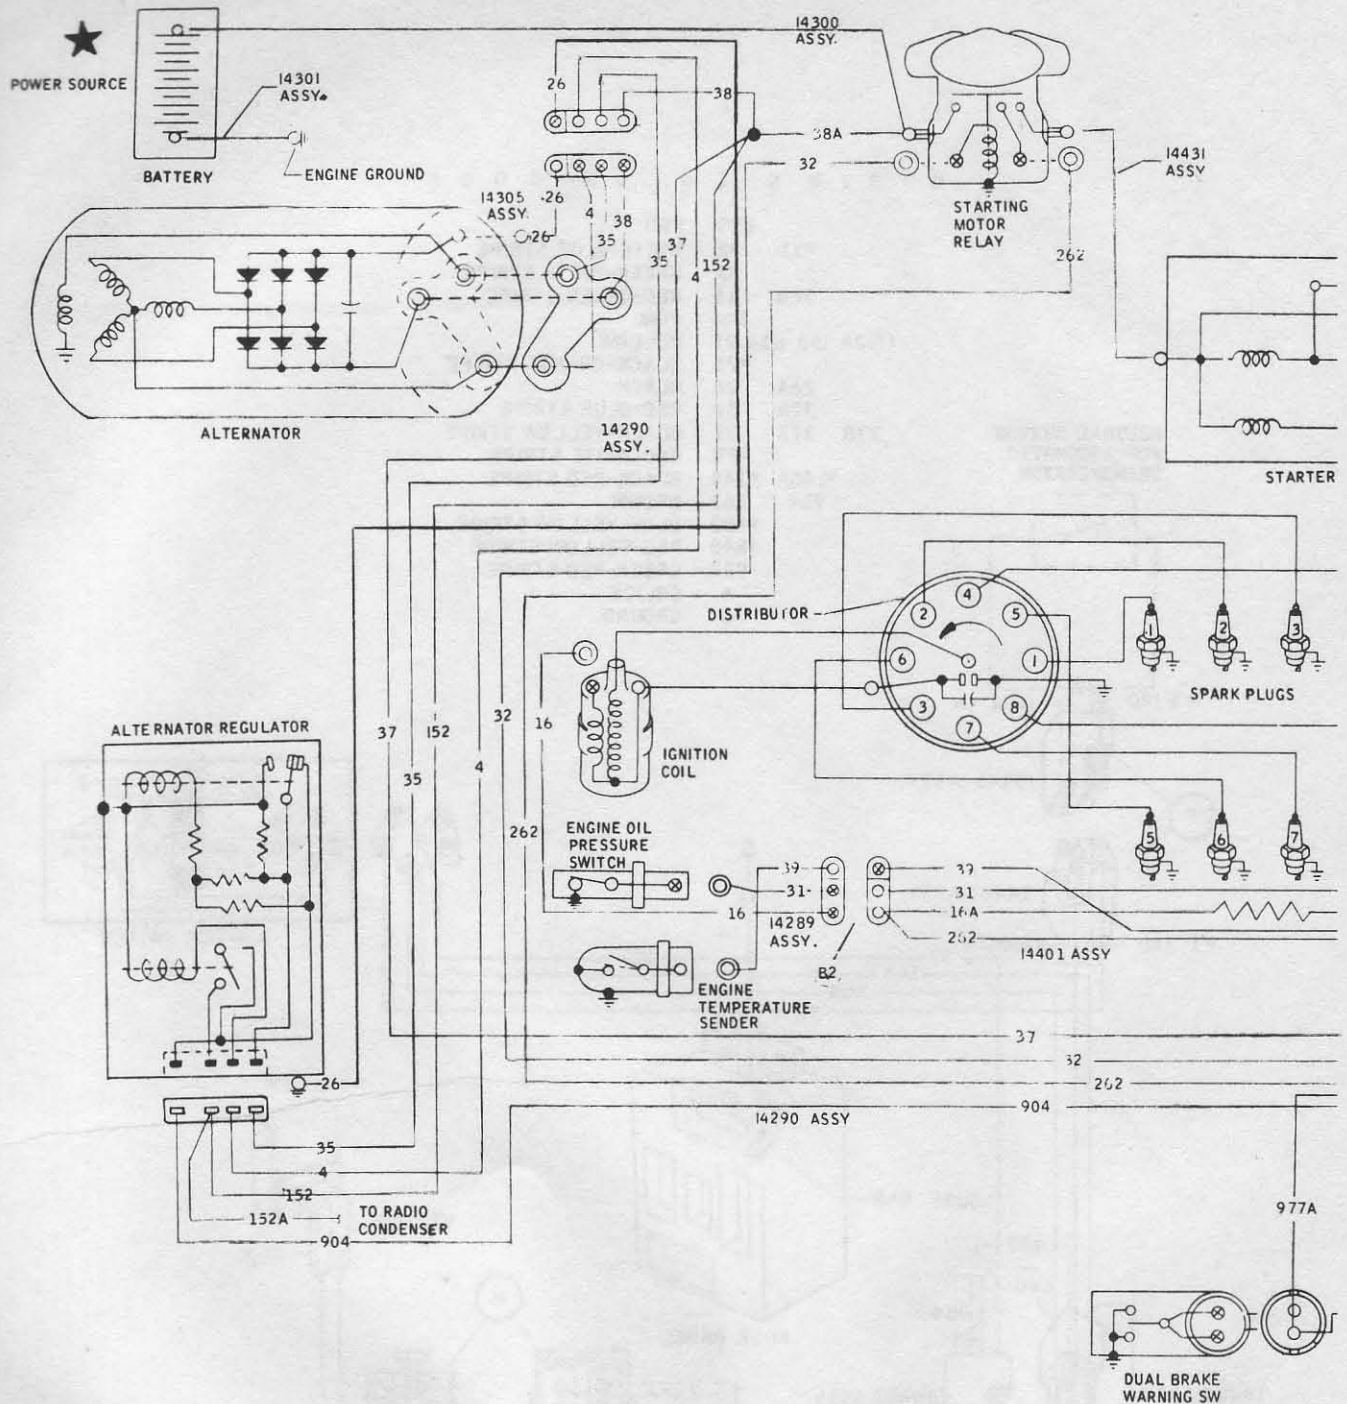 POWER SOURCE
14301
ASSY.
ENGINE GROUND
BATTERY
14300
ASSY.
26
38
38A
32
14431
ASSY
STARTING
MOTOR
RELAY
262
14305
ASSY.
26
26
4
35
38
35
37
4
152
ALTERNATOR
14290
ASSY.
STARTER
DISTRIBUTOR
2
4
5
6
1
3
7
8
1
2
3
SPARK PLUGS
5
6
7
IGNITION
COIL
ALTERNATOR REGULATOR
37
35
152
4
32
262
16
ENGINE OIL
PRESSURE
SWITCH
39
31
16
14289
ASSY.
B2
39
31
16A
262
14401 ASSY
ENGINE
TEMPERATURE
SENDER
37
32
262
904
14290 ASSY
26
35
4
152
152A
TO RADIO
CONDENSER
904
977A
DUAL BRAKE
WARNING SW